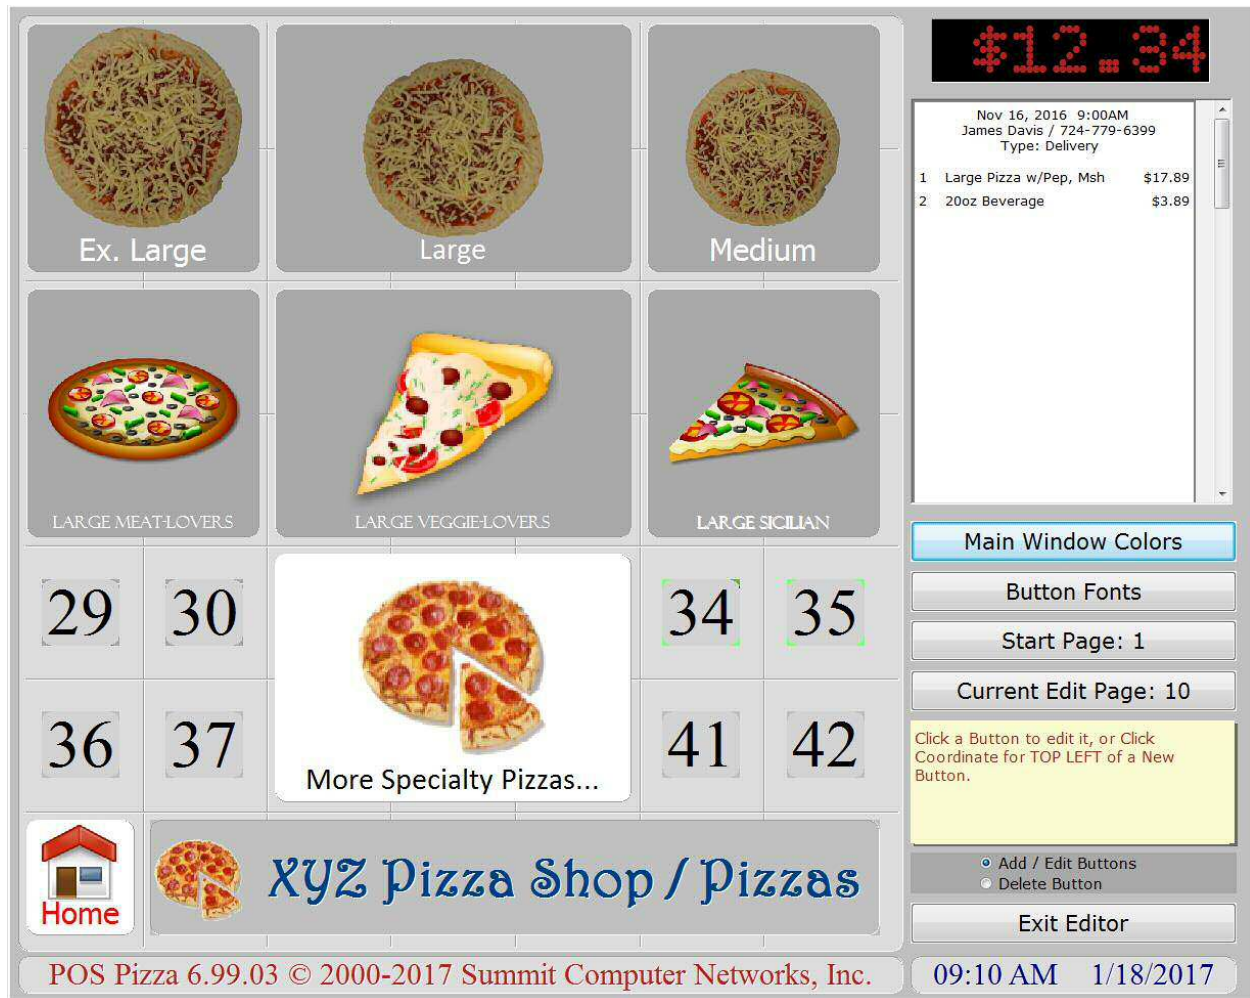 $12.34
Ex. Large
Large
Medium
Nov 16, 2016 9:00AM
James Davis / 724-779-6399
Type: Delivery
1 Large Pizza w/Pep, Msh $17.89
2 20oz Beverage $3.89
LARGE MEAT-LOVERS
LARGE VEGGIE-LOVERS
LARGE SICILIAN
Main Window Colors
Button Fonts
Start Page: 1
Current Edit Page: 10
29 30 34 35
36 37 41 42
More Specialty Pizzas...
Click a Button to edit it, or Click
Coordinate for TOP LEFT of a New
Button.
Add / Edit Buttons
Delete Button
Exit Editor
Home
XYZ Pizza Shop / Pizzas
POS Pizza 6.99.03 © 2000-2017 Summit Computer Networks, Inc.
09:10 AM 1/18/2017